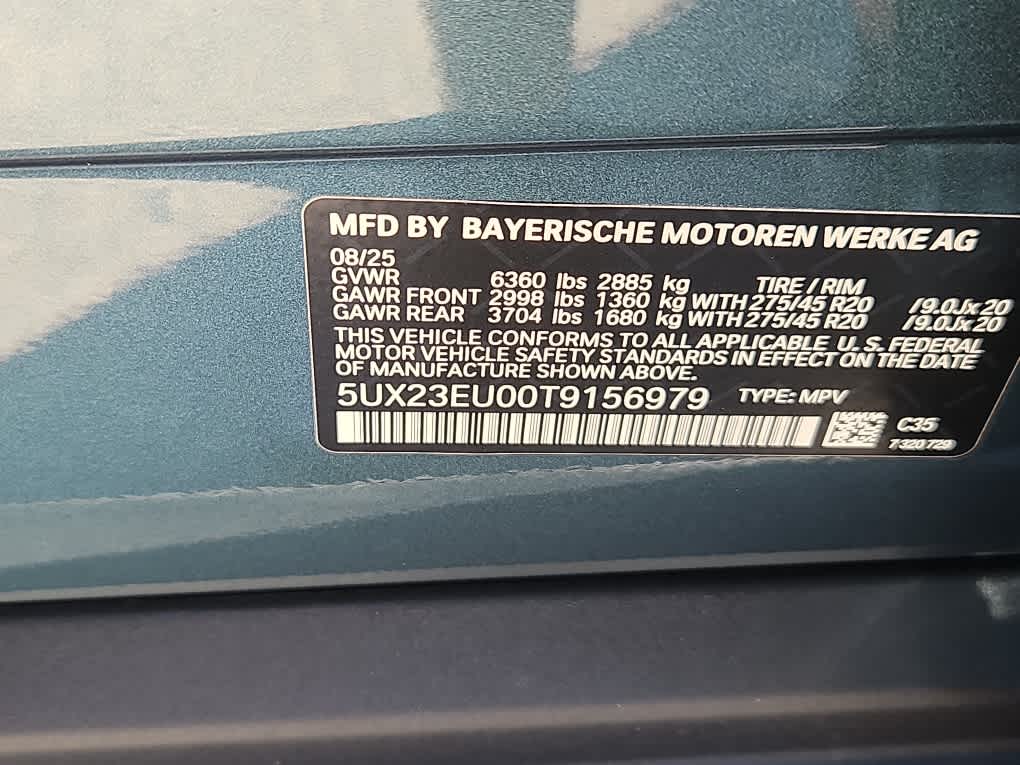 MFD BY BAYERISCHE MOTOREN WERKE AG
08/25
GVWR 6360 lbs 2885 kg TIRE / RIM
GAWR FRONT 2998 lbs 1360 kg WITH 275/45 R20 / 9.0Jx20
GAWR REAR 3704 lbs 1680 kg WITH 275/45 R20 / 9.0Jx20
THIS VEHICLE CONFORMS TO ALL APPLICABLE U. S. FEDERAL
MOTOR VEHICLE SAFETY STANDARDS IN EFFECT ON THE DATE
OF MANUFACTURE SHOWN ABOVE.
5UX23EU00T9156979 TYPE: MPV
C35
7 320 729